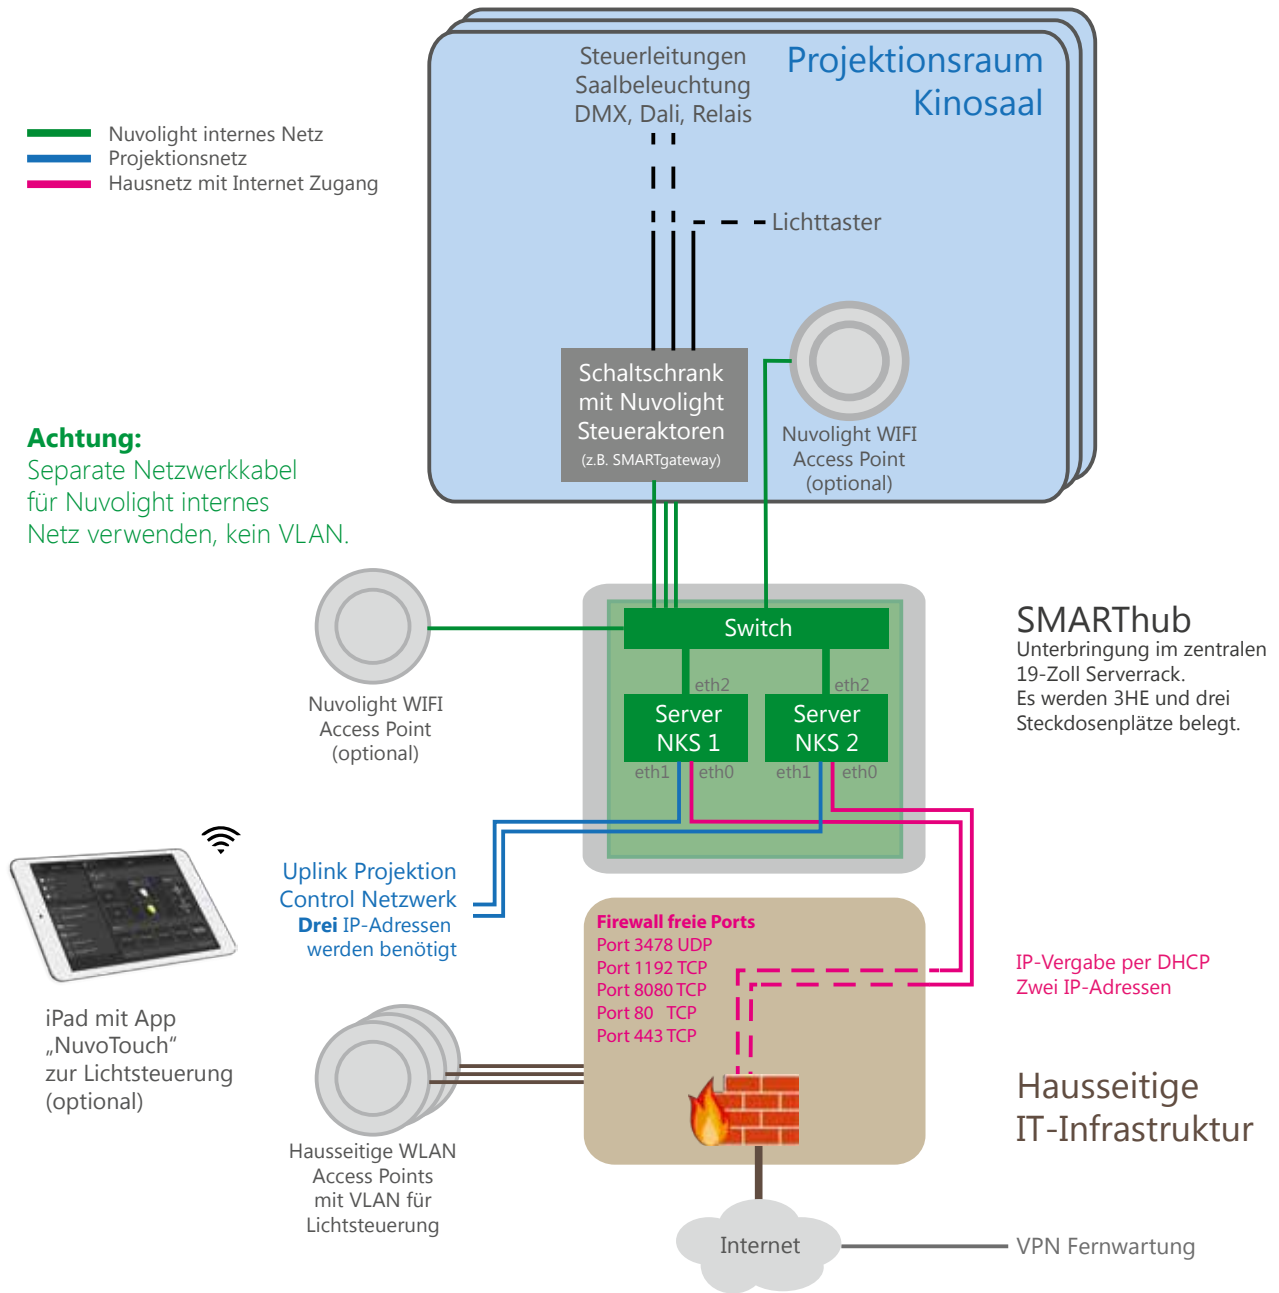 Steuerleitungen
Saalbeleuchtung
DMX, Dali, Relais
Projektionsraum
Kinosaal
Nuvolight internes Netz
Projektionsnetz
Hausnetz mit Internet Zugang
Lichttaster
Schaltschrank
mit Nuvolight
Steueraktoren
(z.B. SMARTgateway)
Nuvolight WIFI
Access Point
(optional)
Achtung:
Separate Netzwerkkabel
für Nuvolight internes
Netz verwenden, kein VLAN.
Switch
eth2
eth2
Server
NKS 1
Server
NKS 2
eth1
eth0
eth1
eth0
SMARThub
Unterbringung im zentralen
19-Zoll Serverrack.
Es werden 3HE und drei
Steckdosenplätze belegt.
Nuvolight WIFI
Access Point
(optional)
Uplink Projektion
Control Netzwerk
Drei IP-Adressen
werden benötigt
Firewall freie Ports
Port 3478 UDP
Port 1192 TCP
Port 8080 TCP
Port 80 TCP
Port 443 TCP
IP-Vergabe per DHCP
Zwei IP-Adressen
iPad mit App
„NuvoTouch“
zur Lichtsteuerung
(optional)
Hausseitige
IT-Infrastruktur
Hausseitige WLAN
Access Points
mit VLAN für
Lichtsteuerung
Internet
VPN Fernwartung